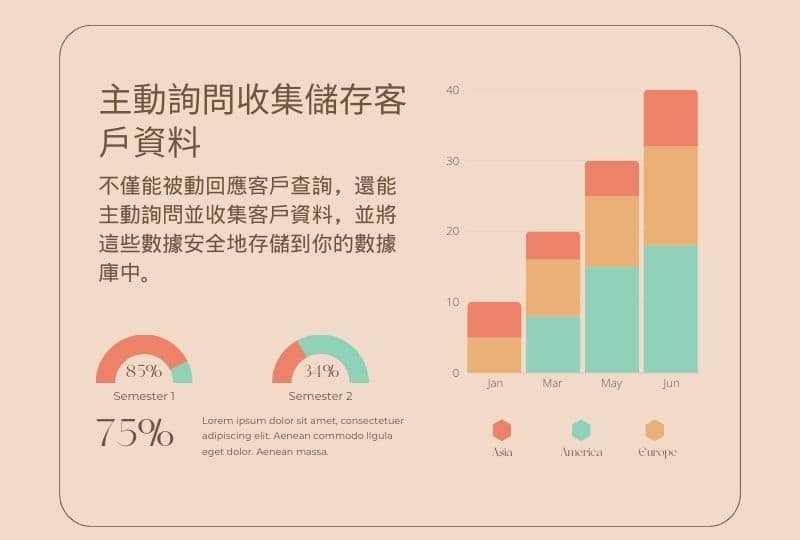 主動詢問收集儲存客
戶資料
不僅能被動回應客戶查詢，還能
主動詢問並收集客戶資料，並將
這些數據安全地存儲到你的數據
庫中。
85%
Semester 1
34%
Semester 2
75%
Lorem ipsum dolor sit amet, consectetuer
adipiscing elit. Aenean commodo ligula
eget dolor. Aenean massa.
40
30
20
10
0
Jan
Mar
May
Jun
Asia
America
Europe